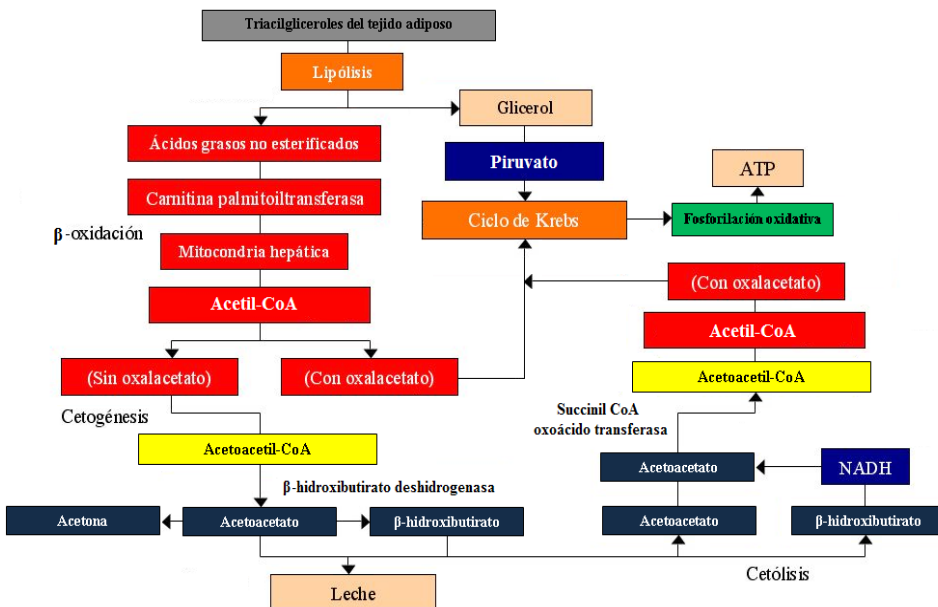 Triacilgliceroles del tejido adiposo
Lipólisis
Glicerol
Ácidos grasos no esterificados
Piruvato
ATP
Carnitina palmitoiltransferasa
Ciclo de Krebs
Fosforilación oxidativa
β-oxidación
Mitocondria hepática
Acetil-CoA
(Con oxalacetato)
Acetil-CoA
(Sin oxalacetato)
(Con oxalacetato)
Acetoacetil-CoA
Cetogénesis
Succinil CoA
oxoácido transferasa
Acetoacetil-CoA
Acetoacetato
NADH
β-hidroxibutirato deshidrogenasa
Acetona
Acetoacetato
β-hidroxibutirato
Acetoacetato
β-hidroxibutirato
Leche
Cetólisis